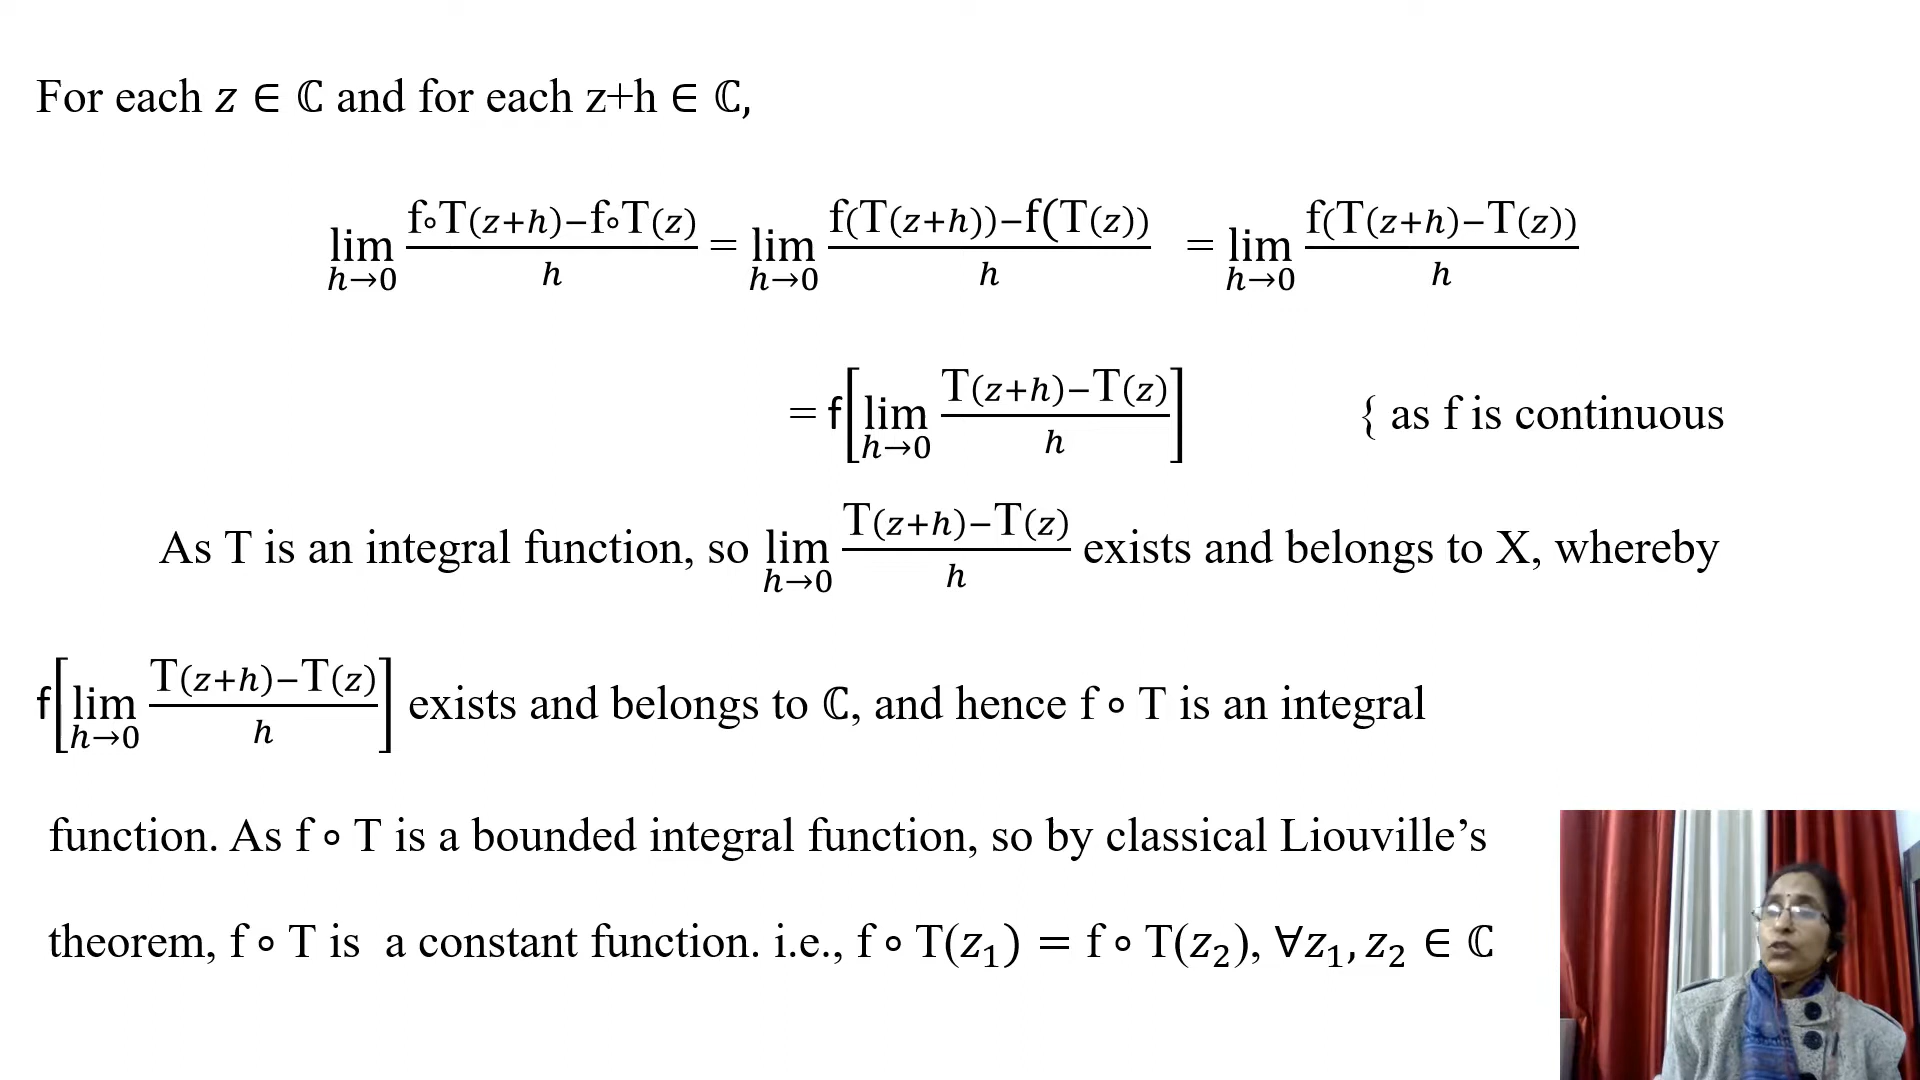 For each z ∈ ℂ and for each z+h ∈ ℂ,
lim_{h→0} (f∘T(z+h)−f∘T(z))/h = lim_{h→0} (f(T(z+h))−f(T(z)))/h = lim_{h→0} f(T(z+h)−T(z))/h
= f[lim_{h→0} (T(z+h)−T(z))/h] { as f is continuous
As T is an integral function, so lim_{h→0} (T(z+h)−T(z))/h exists and belongs to X, whereby
f[lim_{h→0} (T(z+h)−T(z))/h] exists and belongs to ℂ, and hence f ∘ T is an integral
function. As f ∘ T is a bounded integral function, so by classical Liouville’s
theorem, f ∘ T is a constant function. i.e., f ∘ T(z₁) = f ∘ T(z₂), ∀z₁, z₂ ∈ ℂ